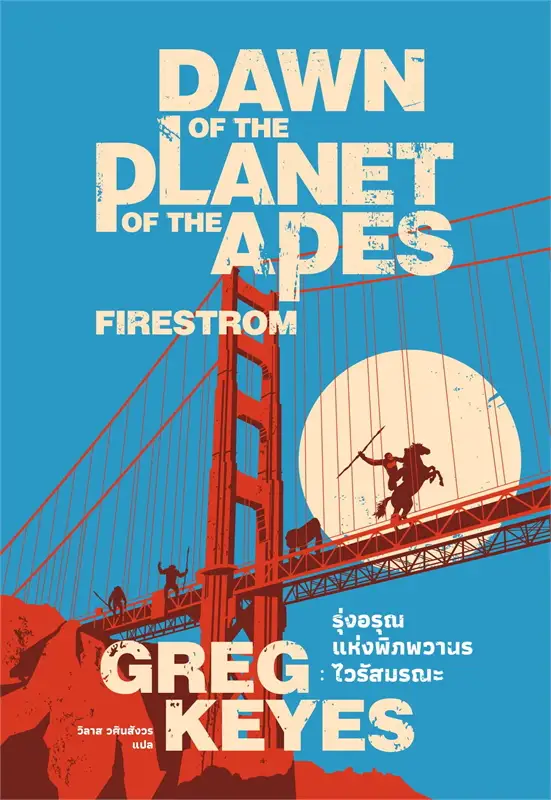 DAWN
OF THE
pLANET
OF THE
ApES
FIRESTROM
รุ่งอรุณ
แห่งพิภพวานร
: ไวรัสมรณะ
GREG
KEYES
วิลาส วศินสังวร
แปล